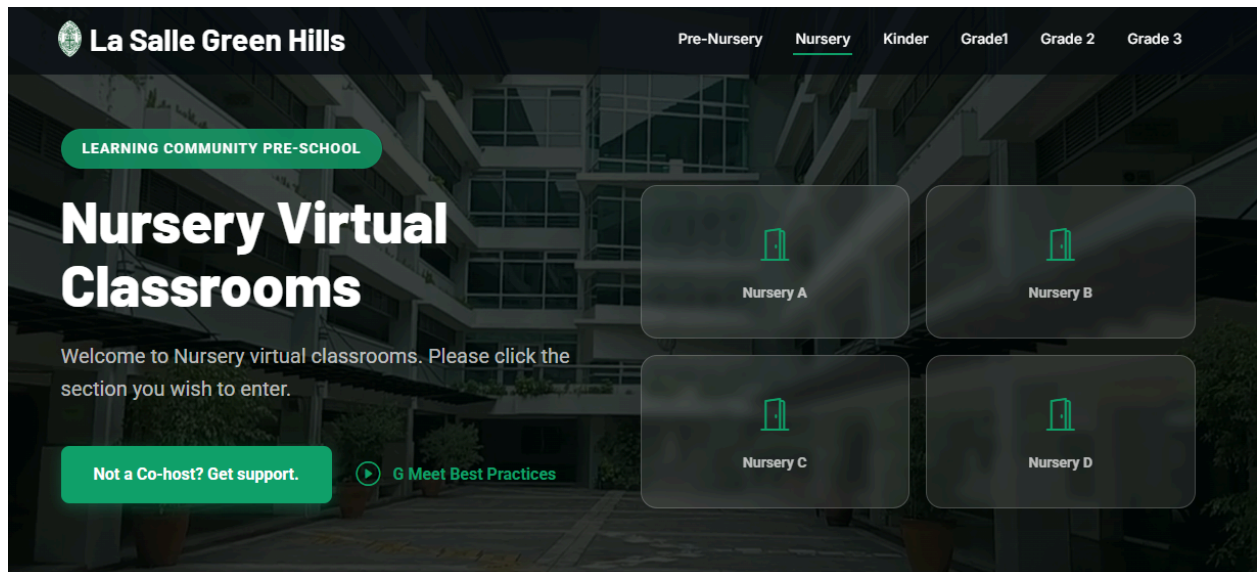 La Salle Green Hills
Pre-Nursery Nursery Kinder Grade1 Grade 2 Grade 3
LEARNING COMMUNITY PRE-SCHOOL
Nursery Virtual
Classrooms
Welcome to Nursery virtual classrooms. Please click the
section you wish to enter.
Not a Co-host? Get support.
G Meet Best Practices
Nursery A
Nursery B
Nursery C
Nursery D